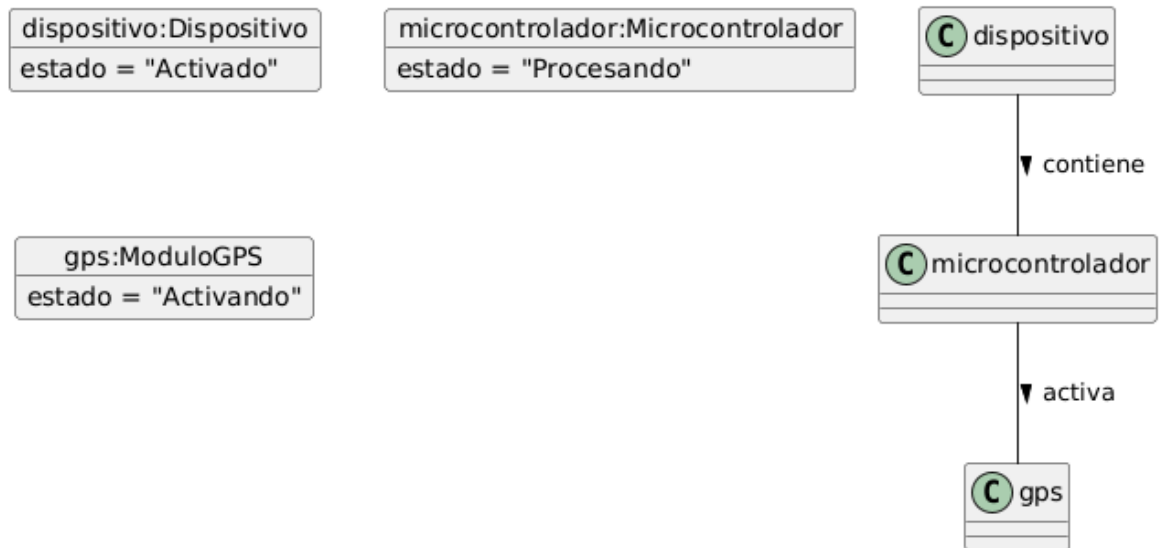 dispositivo:Dispositivo
estado = "Activado"
microcontrolador:Microcontrolador
estado = "Procesando"
C dispositivo
contiene
gps:ModuloGPS
estado = "Activando"
C microcontrolador
activa
C gps